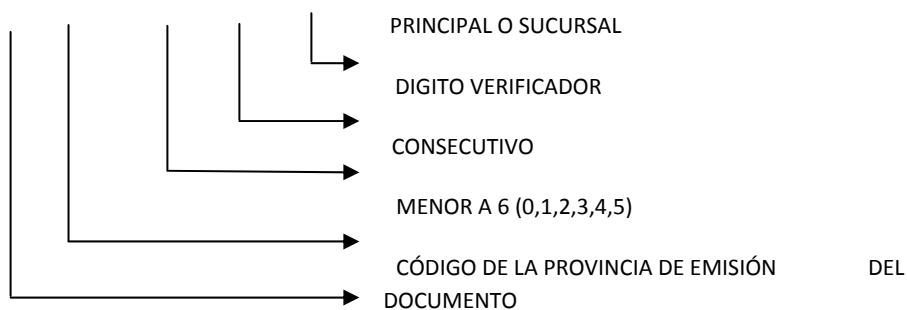 PRINCIPAL O SUCURSAL
DIGITO VERIFICADOR
CONSECUTIVO
MENOR A 6 (0,1,2,3,4,5)
CÓDIGO DE LA PROVINCIA DE EMISIÓN DEL
DOCUMENTO